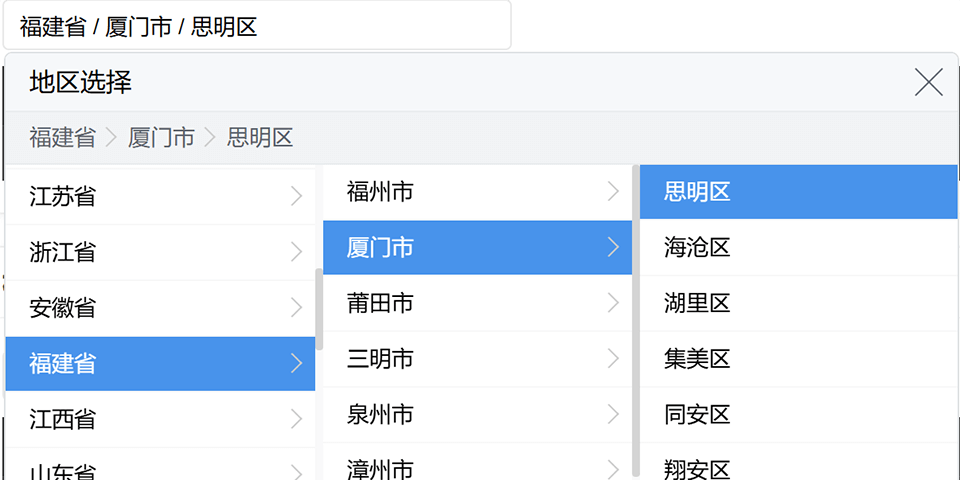 福建省 / 厦门市 / 思明区
地区选择
福建省 厦门市 思明区
江苏省
浙江省
安徽省
福建省
江西省
山东省
福州市
厦门市
莆田市
三明市
泉州市
漳州市
思明区
海沧区
湖里区
集美区
同安区
翔安区